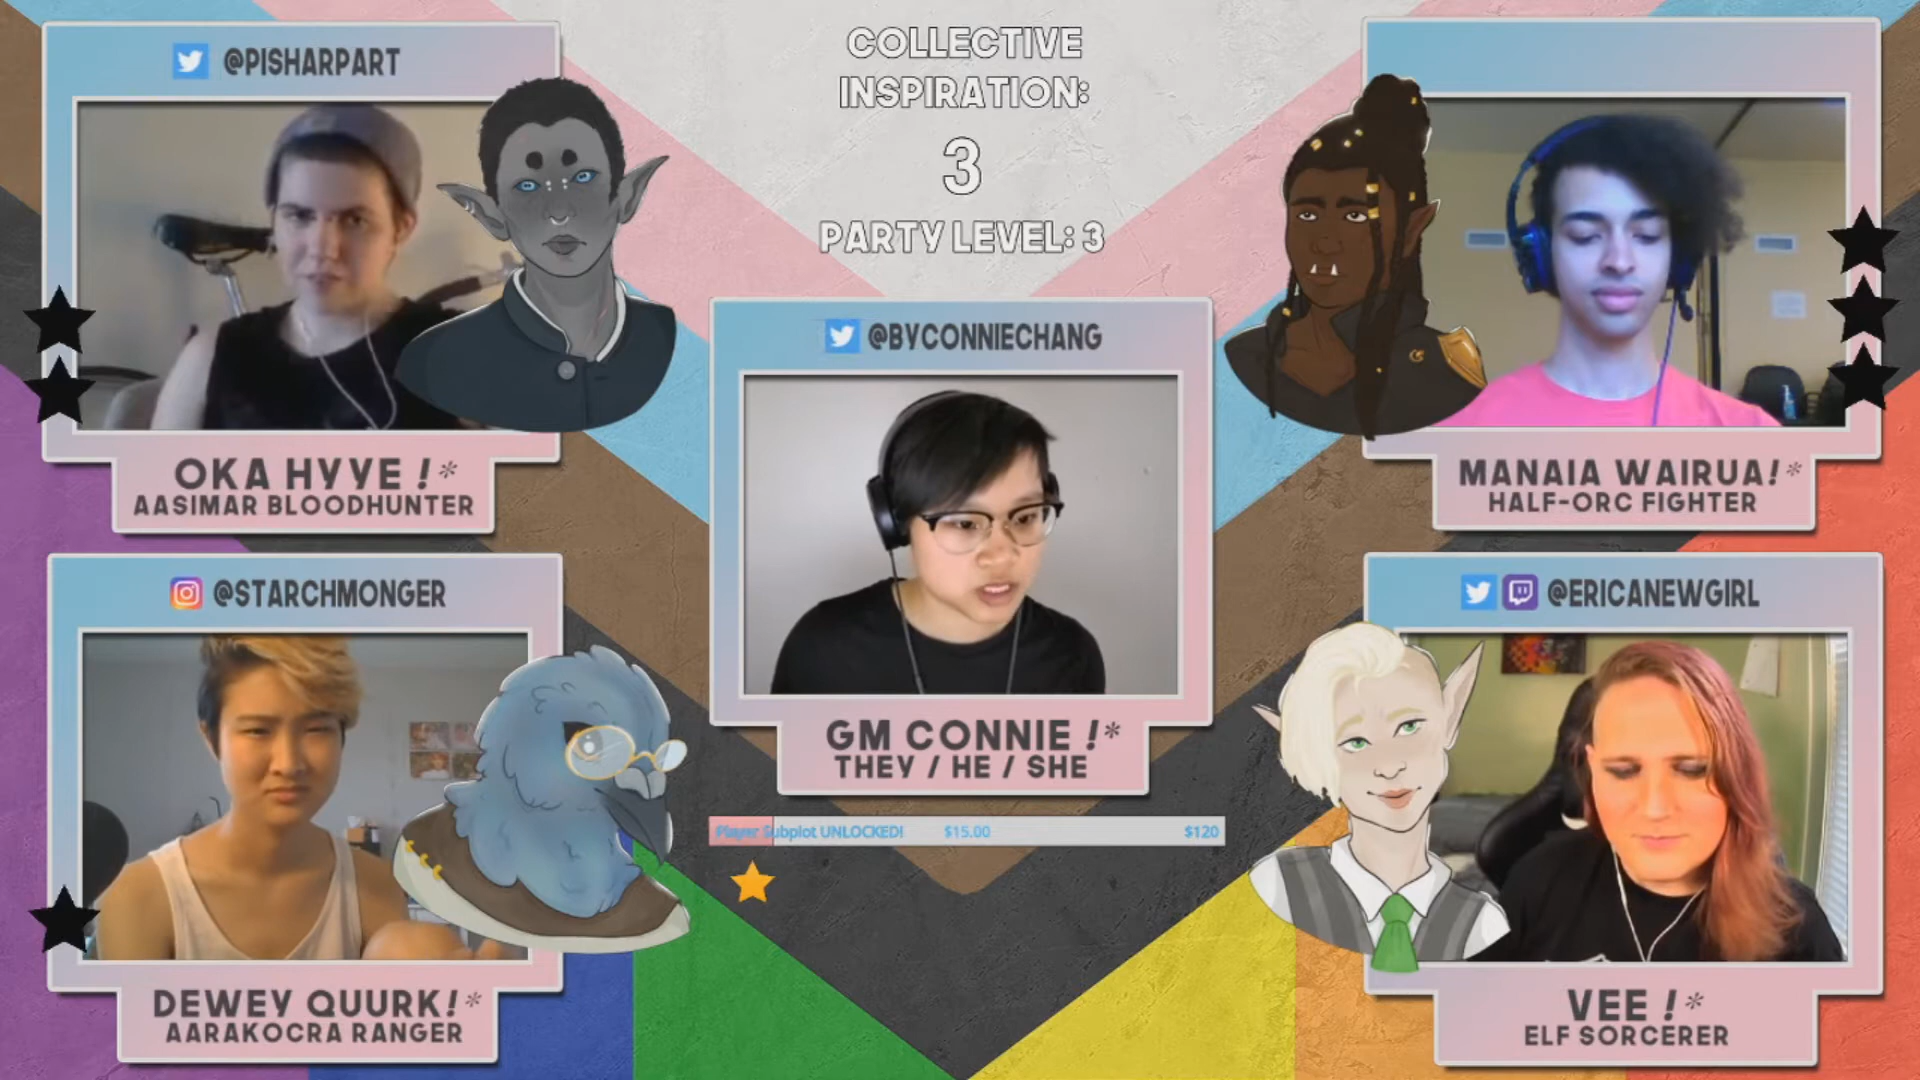 COLLECTIVE
INSPIRATION:
3
PARTY LEVEL: 3
@PISHARPART
OKA HYYE !*
AASIMAR BLOODHUNTER
MANAIA WAIRUA!*
HALF-ORC FIGHTER
@BYCONNIECHANG
GM CONNIE !*
THEY / HE / SHE
Player Subplot UNLOCKED! $15.00 $120
@STARCHMONGER
DEWEY QUURK!*
AARAKOCRA RANGER
@ERICANEWGIRL
VEE !*
ELF SORCERER